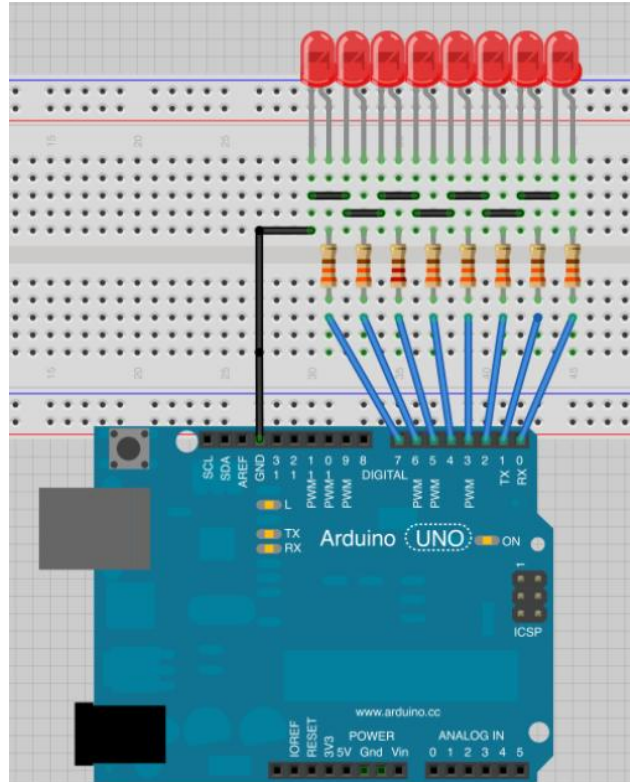 15 20 25 30 35 40 45
SCL SDA AREF GND 13 12 PWM 11 PWM 10 PWM 9 8 7 6 PWM 5 PWM 4 3 PWM 2 1 TX 0 RX
DIGITAL
L
TX
RX
Arduino UNO
ON
1
ICSP
www.arduino.cc
POWER ANALOG IN
IOREF RESET 3V3 5V Gnd Vin 0 1 2 3 4 5